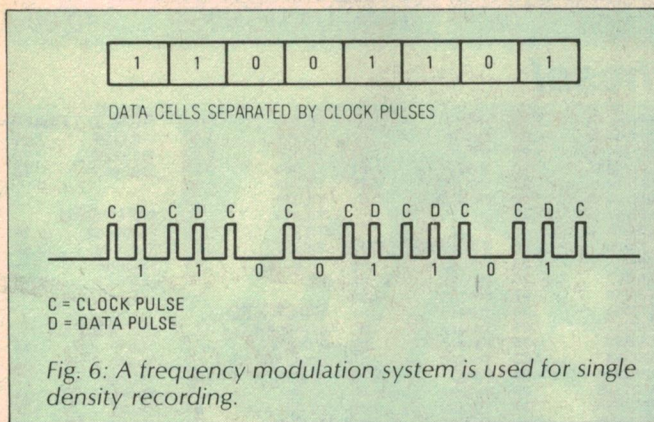 1 1 0 0 1 1 0 1
DATA CELLS SEPARATED BY CLOCK PULSES
C D C D C C C D C D C C D C
1 1 0 0 1 1 0 1
C = CLOCK PULSE
D = DATA PULSE
Fig. 6: A frequency modulation system is used for single
density recording.